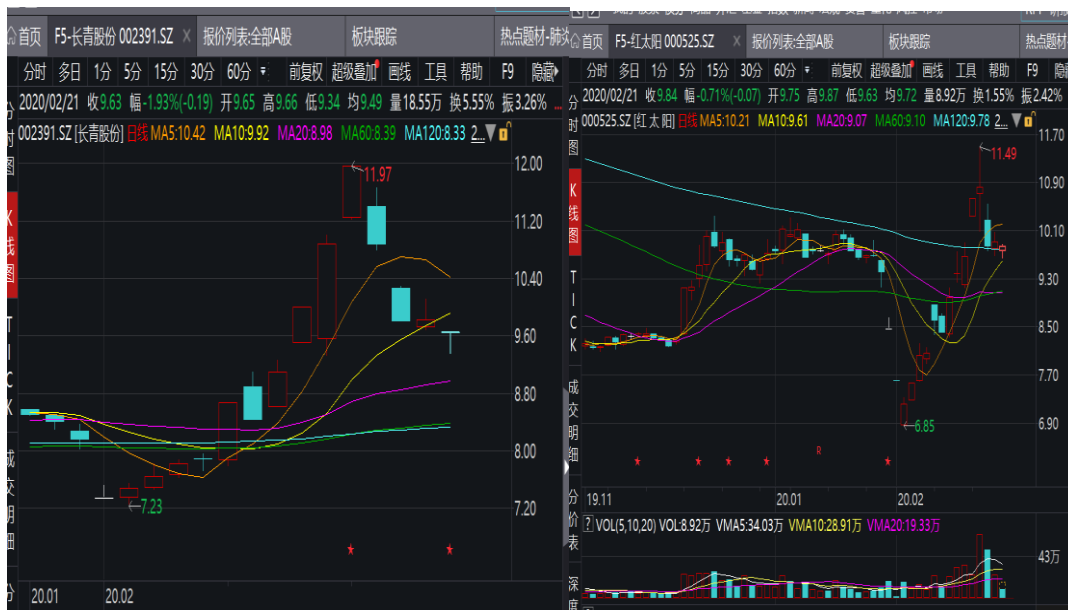 首页 F5-长青股份 002391.SZ × 报价列表:全部A股 板块跟踪 热点题材-肺炎
分时 多日 1分 5分 15分 30分 60分 前复权 超级叠加 画线 工具 帮助 F9 隐藏
2020/02/21 收9.63 幅-1.93%(-0.19) 开9.65 高9.66 低9.34 均9.49 量18.55万 换5.55% 振3.26% ...
002391.SZ [长青股份] 日线 MA5:10.42 MA10:9.92 MA20:8.98 MA60:8.39 MA120:8.33 2...
分
时
图
K
线
图
T
I
C
K
成
交
明
细
分
12.00
11.97
11.20
10.40
9.60
8.80
8.00
7.20
7.23
20.01 20.02
首页 F5-红太阳 000525.SZ × 报价列表:全部A股 板块跟踪 热点题材
分时 多日 1分 5分 15分 30分 60分 前复权 超级叠加 画线 工具 帮助 F9 隐
2020/02/21 收9.84 幅-0.71%(-0.07) 开9.75 高9.87 低9.63 均9.72 量8.92万 换1.55% 振2.42%
000525.SZ [红太阳] 日线 MA5:10.21 MA10:9.61 MA20:9.07 MA60:9.10 MA120:9.78 2...
分
时
图
K
线
图
T
I
C
K
成
交
明
细
分
价
表
深
度
11.70
11.49
10.90
10.10
9.30
8.50
7.70
6.90
6.85
R
19.11 20.01 20.02
? VOL(5,10,20) VOL:8.92万 VMA5:34.03万 VMA10:28.91万 VMA20:19.33万
43万